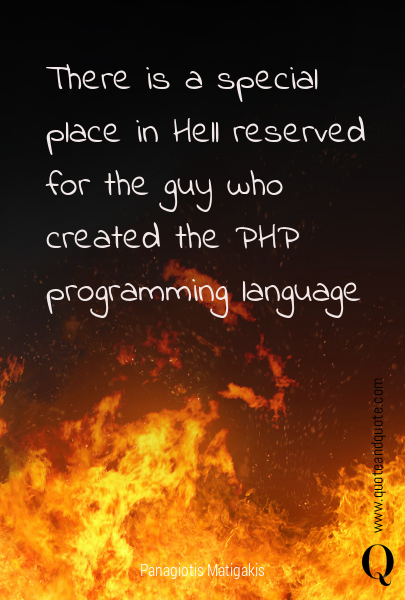 There is a special
place in Hell reserved
for the guy who
created the PHP
programming language
www.quoteandquote.com
Panagiotis Matigakis
Q